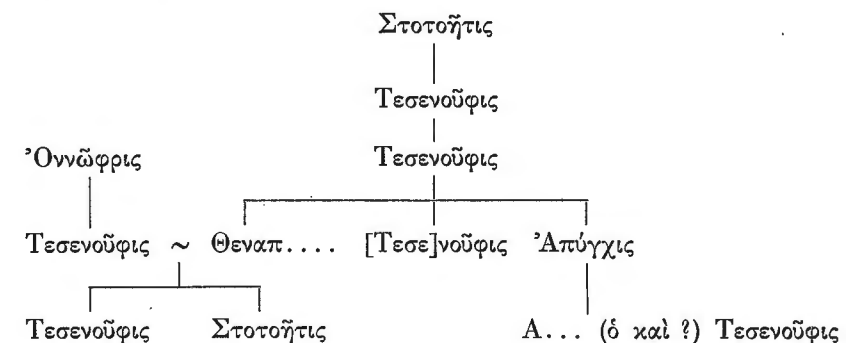 Στοτοῆτις
Τεσενοῦφις
Τεσενοῦφις
Ὀννῶφρις
Τεσενοῦφις ~ Θεναπ.... [Τεσε]νοῦφις Ἀπύγχις
Τεσενοῦφις Στοτοῆτις Α... (ὁ καὶ ?) Τεσενοῦφις